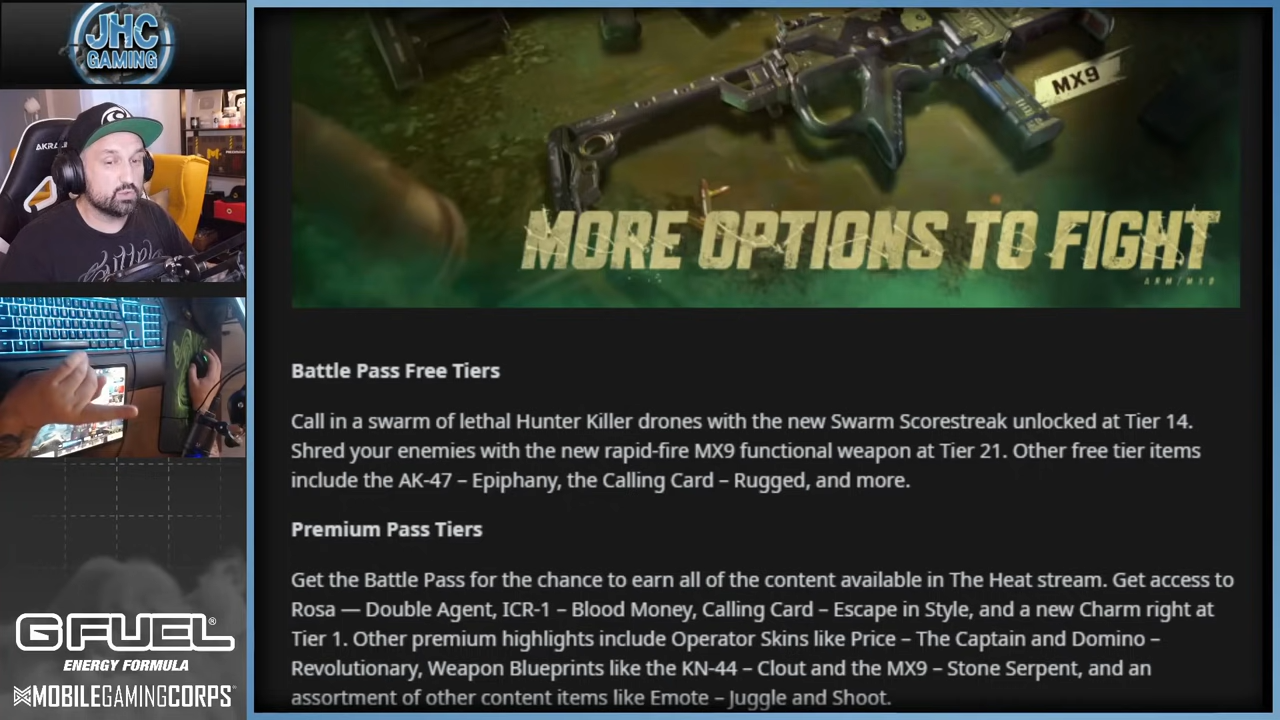 JHC
GAMING
AKRA
MX9
MORE OPTIONS TO FIGHT
ARM/MX9
Battle Pass Free Tiers
Call in a swarm of lethal Hunter Killer drones with the new Swarm Scorestreak unlocked at Tier 14.
Shred your enemies with the new rapid-fire MX9 functional weapon at Tier 21. Other free tier items
include the AK-47 – Epiphany, the Calling Card – Rugged, and more.
Premium Pass Tiers
Get the Battle Pass for the chance to earn all of the content available in The Heat stream. Get access to
Rosa — Double Agent, ICR-1 – Blood Money, Calling Card – Escape in Style, and a new Charm right at
Tier 1. Other premium highlights include Operator Skins like Price – The Captain and Domino –
Revolutionary, Weapon Blueprints like the KN-44 – Clout and the MX9 – Stone Serpent, and an
assortment of other content items like Emote – Juggle and Shoot.
G FUEL®
ENERGY FORMULA
MOBILEGAMINGCORPS